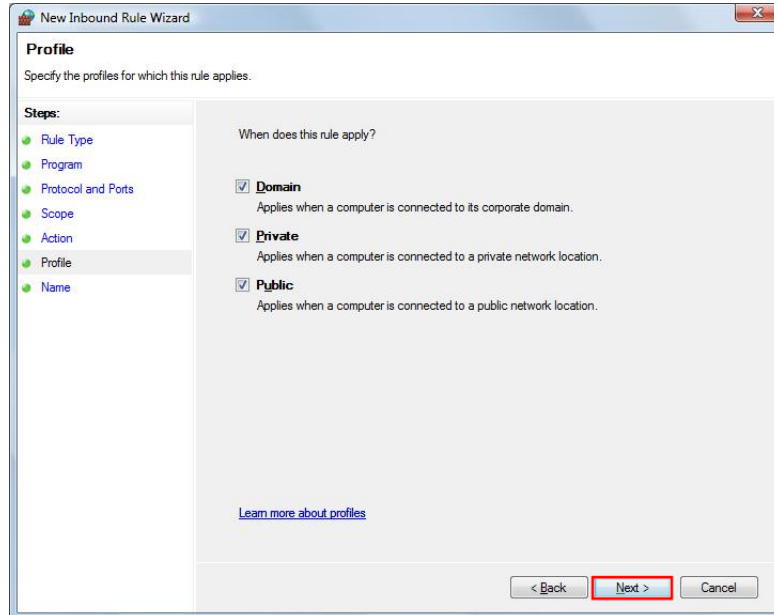 New Inbound Rule Wizard
Profile
Specify the profiles for which this rule applies.
Steps:
Rule Type
Program
Protocol and Ports
Scope
Action
Profile
Name
When does this rule apply?
Domain
Applies when a computer is connected to its corporate domain.
Private
Applies when a computer is connected to a private network location.
Public
Applies when a computer is connected to a public network location.
Learn more about profiles
< Back
Next >
Cancel